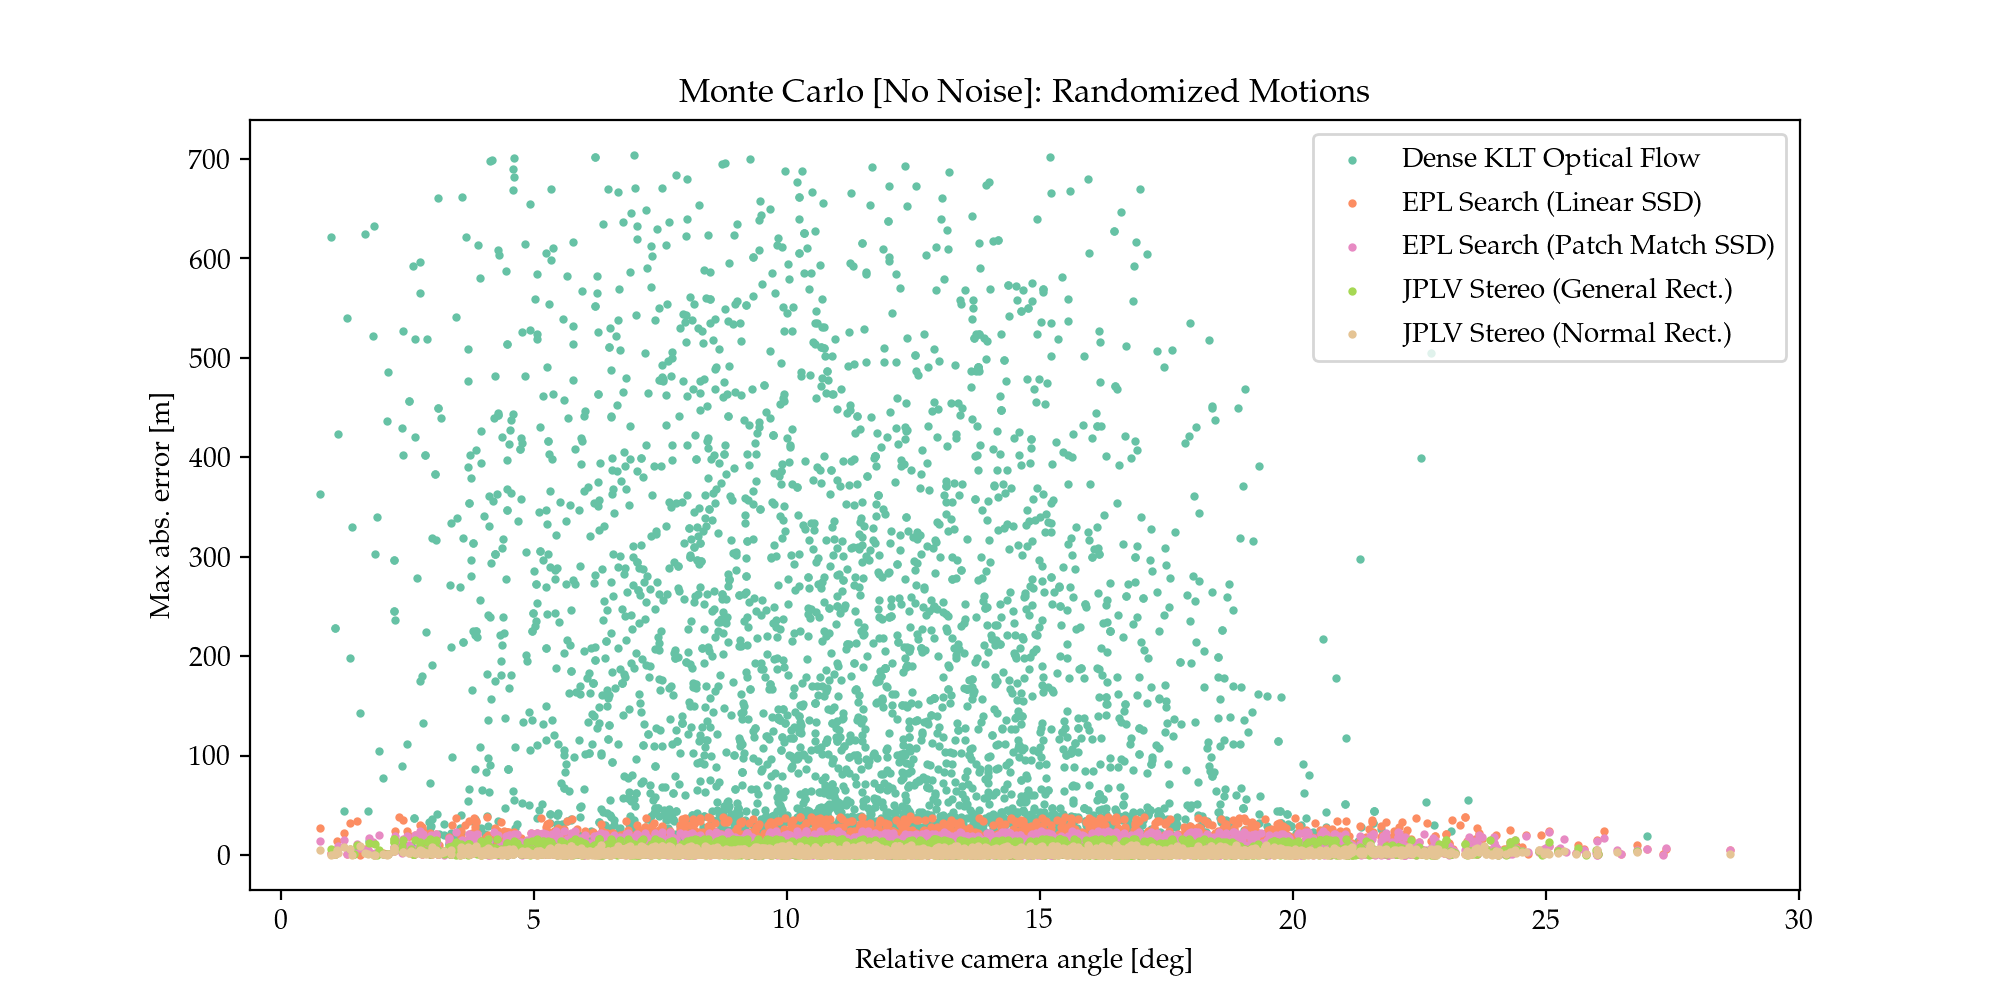 Monte Carlo [No Noise]: Randomized Motions
Max abs. error [m]
700
600
500
400
300
200
100
0
Dense KLT Optical Flow
EPL Search (Linear SSD)
EPL Search (Patch Match SSD)
JPLV Stereo (General Rect.)
JPLV Stereo (Normal Rect.)
0 5 10 15 20 25 30
Relative camera angle [deg]